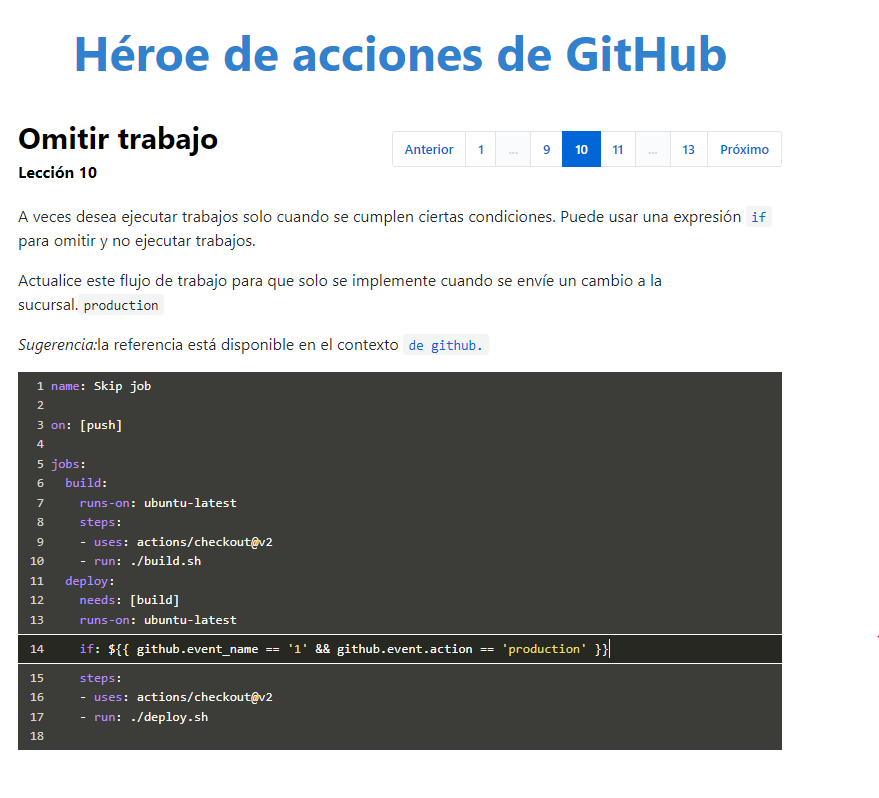 Héroe de acciones de GitHub
Omitir trabajo
Lección 10
Anterior 1 ... 9 10 11 ... 13 Próximo
A veces desea ejecutar trabajos solo cuando se cumplen ciertas condiciones. Puede usar una expresión if
para omitir y no ejecutar trabajos.
Actualice este flujo de trabajo para que solo se implemente cuando se envíe un cambio a la
sucursal. production
Sugerencia:la referencia está disponible en el contexto de github.
1 name: Skip job
2
3 on: [push]
4
5 jobs:
6   build:
7     runs-on: ubuntu-latest
8     steps:
9     - uses: actions/checkout@v2
10     - run: ./build.sh
11   deploy:
12     needs: [build]
13     runs-on: ubuntu-latest
14     if: ${{ github.event_name == '1' && github.event.action == 'production' }}
15     steps:
16     - uses: actions/checkout@v2
17     - run: ./deploy.sh
18